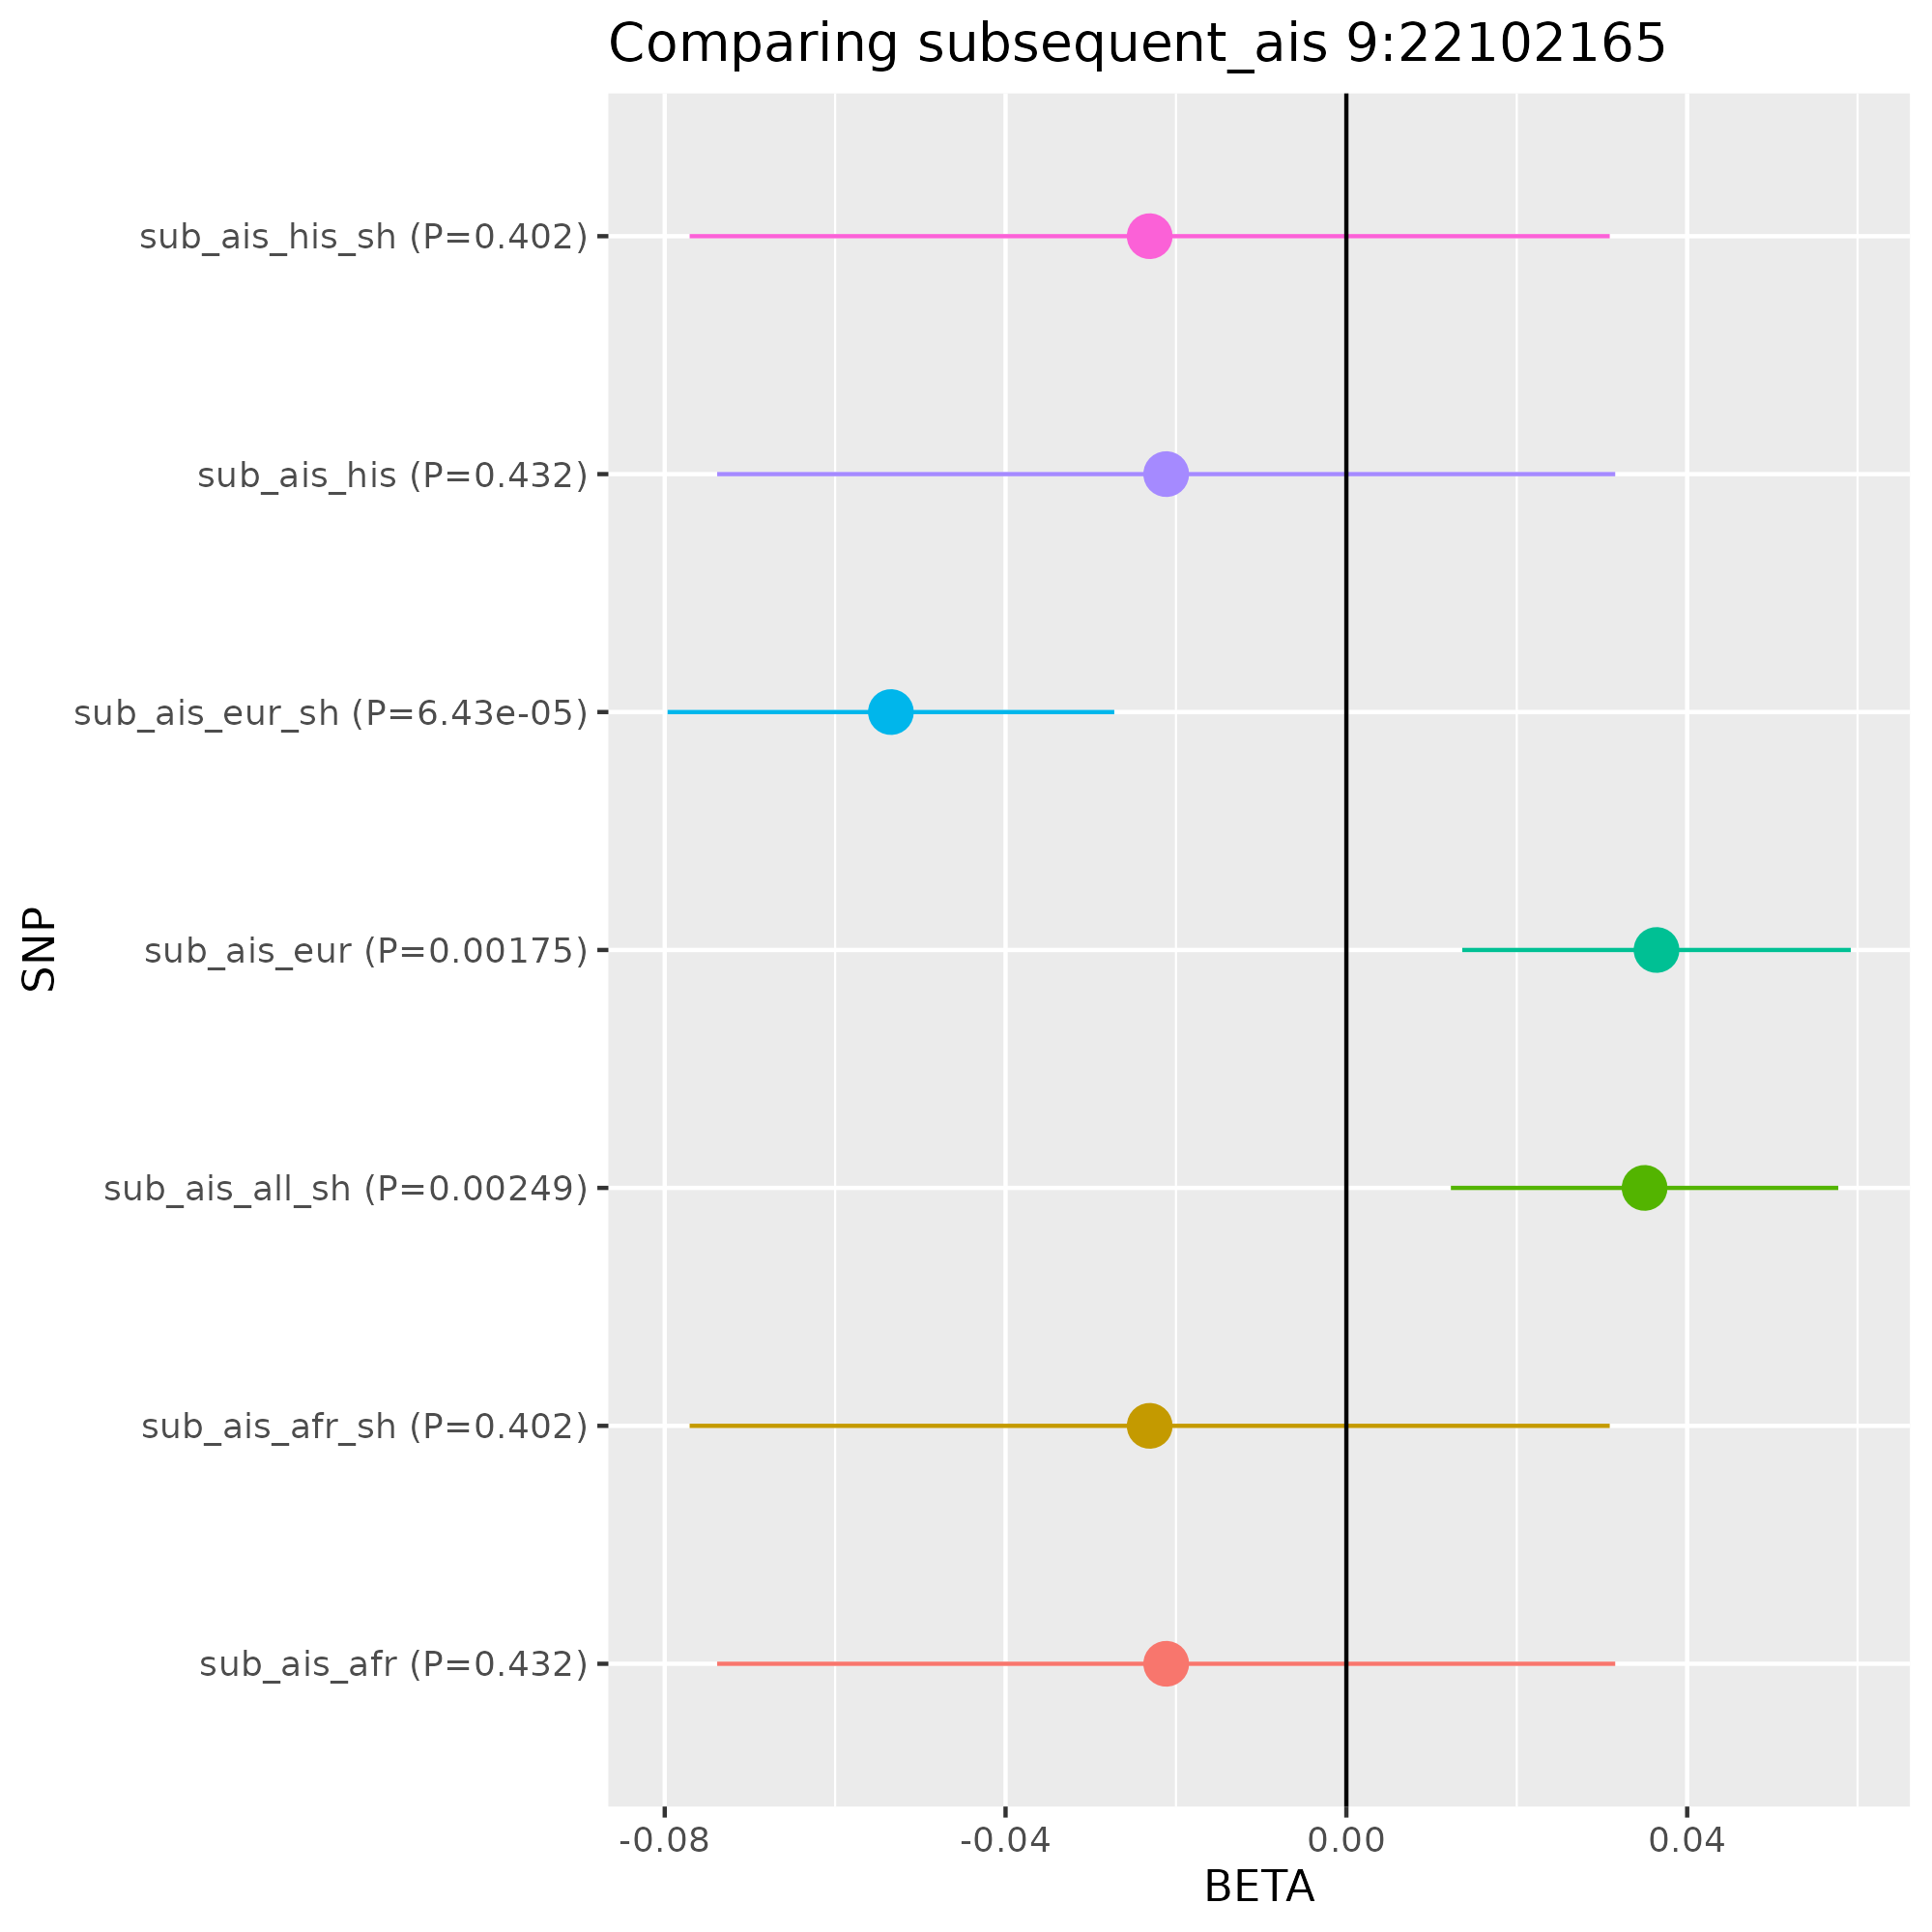 Comparing subsequent_ais 9:22102165
sub_ais_his_sh (P=0.402)
sub_ais_his (P=0.432)
sub_ais_eur_sh (P=6.43e-05)
sub_ais_eur (P=0.00175)
sub_ais_all_sh (P=0.00249)
sub_ais_afr_sh (P=0.402)
sub_ais_afr (P=0.432)
SNP
-0.08
-0.04
0.00
0.04
BETA